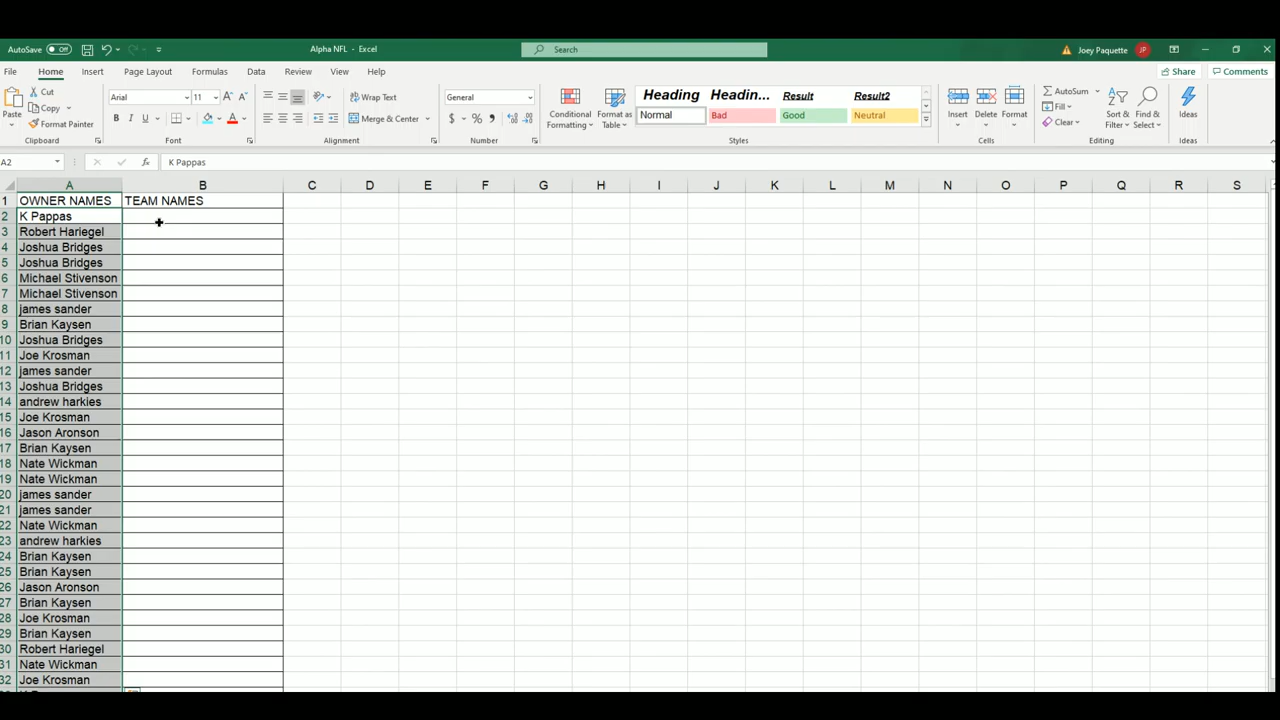 AutoSave Off Alpha NFL - Excel Search Joey Paquette JP
File Home Insert Page Layout Formulas Data Review View Help Share Comments
Cut Arial 11 A A Wrap Text General Heading Headin... Result Result2 AutoSum
Copy Fill
Paste Format Painter B I U A Merge & Center $ % Conditional Formatting Format as Table Normal Bad Good Neutral Insert Delete Format Clear Sort & Filter Find & Select Ideas
Clipboard Font Alignment Number Styles Cells Editing Ideas
A2 fx K Pappas
A B C D E F G H I J K L M N O P Q R S
1 OWNER NAMES TEAM NAMES
2 K Pappas
3 Robert Hariegel
4 Joshua Bridges
5 Joshua Bridges
6 Michael Stivenson
7 Michael Stivenson
8 james sander
9 Brian Kaysen
10 Joshua Bridges
11 Joe Krosman
12 james sander
13 Joshua Bridges
14 andrew harkies
15 Joe Krosman
16 Jason Aronson
17 Brian Kaysen
18 Nate Wickman
19 Nate Wickman
20 james sander
21 james sander
22 Nate Wickman
23 andrew harkies
24 Brian Kaysen
25 Brian Kaysen
26 Jason Aronson
27 Brian Kaysen
28 Joe Krosman
29 Brian Kaysen
30 Robert Hariegel
31 Nate Wickman
32 Joe Krosman